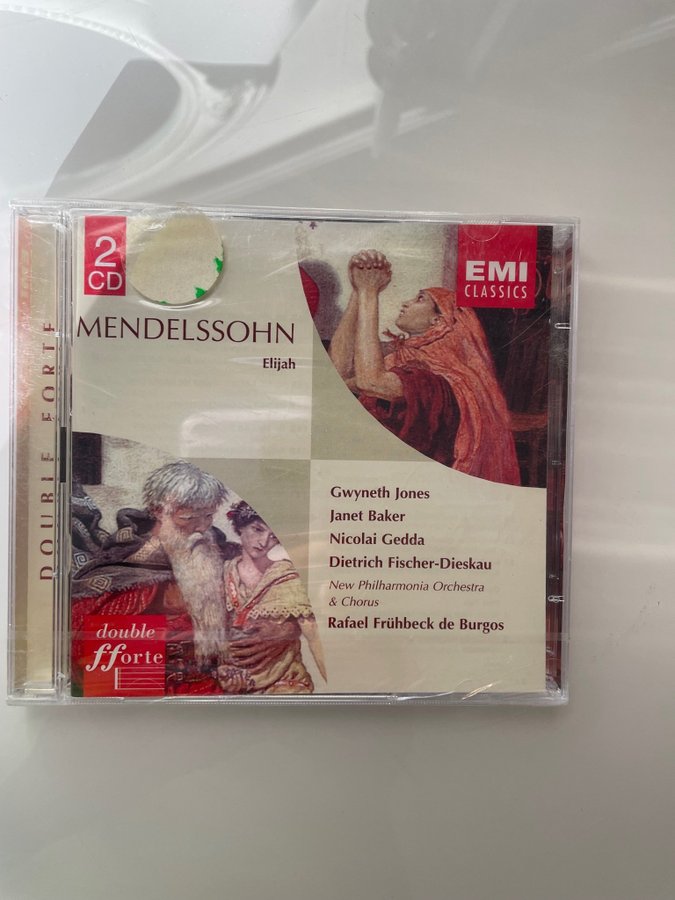 2
CD
EMI
CLASSICS
MENDELSSOHN
Elijah
DOUBLE FORTE
Gwyneth Jones
Janet Baker
Nicolai Gedda
Dietrich Fischer-Dieskau
New Philharmonia Orchestra
& Chorus
Rafael Frühbeck de Burgos
double
fforte